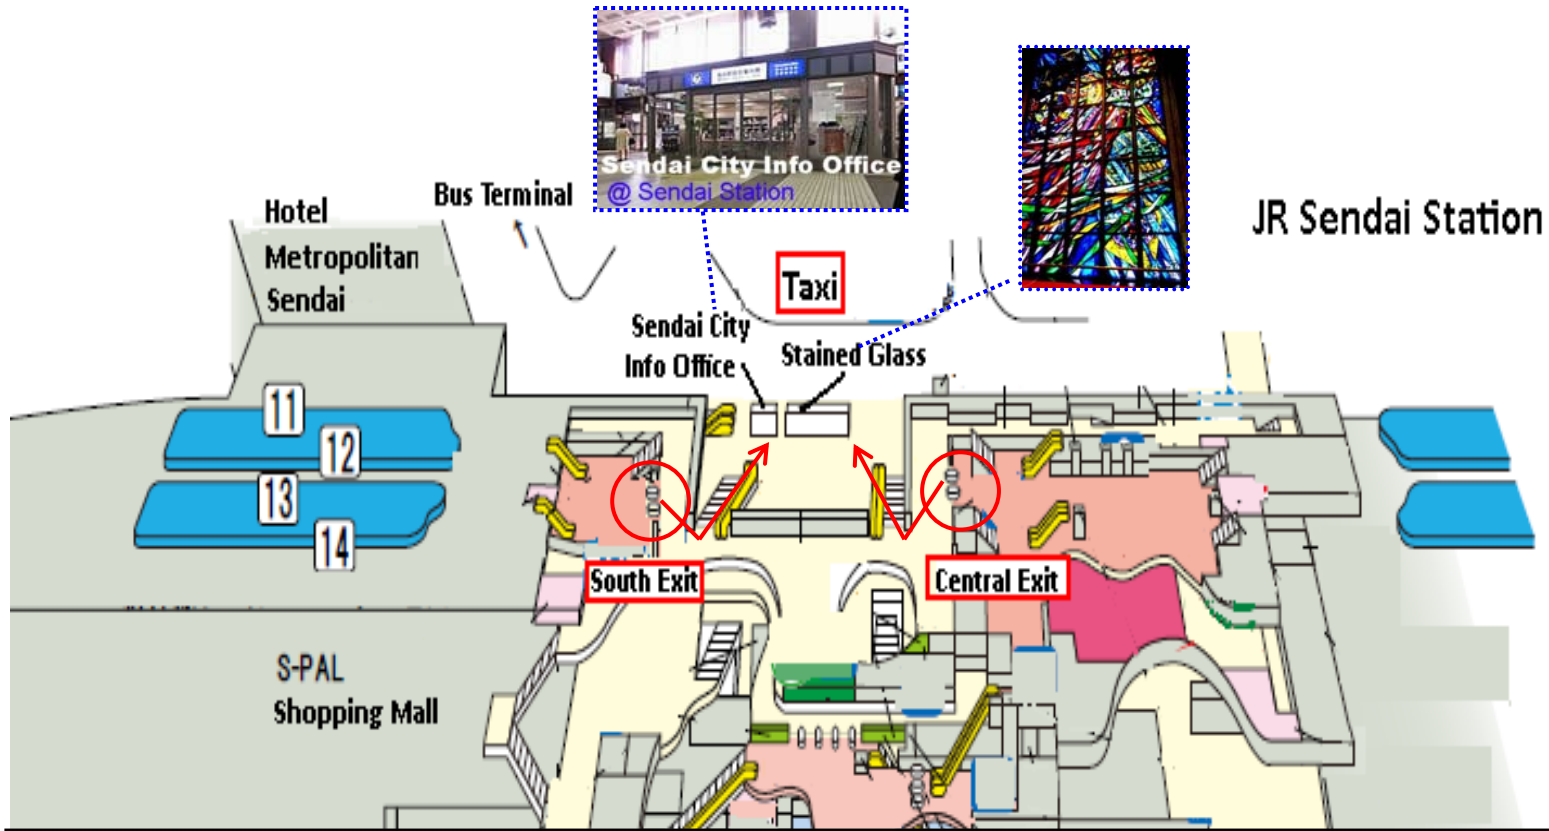 Sendai City Info Office
@ Sendai Station
JR Sendai Station
Bus Terminal
Hotel
Metropolitan
Sendai
Taxi
Sendai City
Info Office
Stained Glass
11
12
13
14
South Exit
Central Exit
S-PAL
Shopping Mall